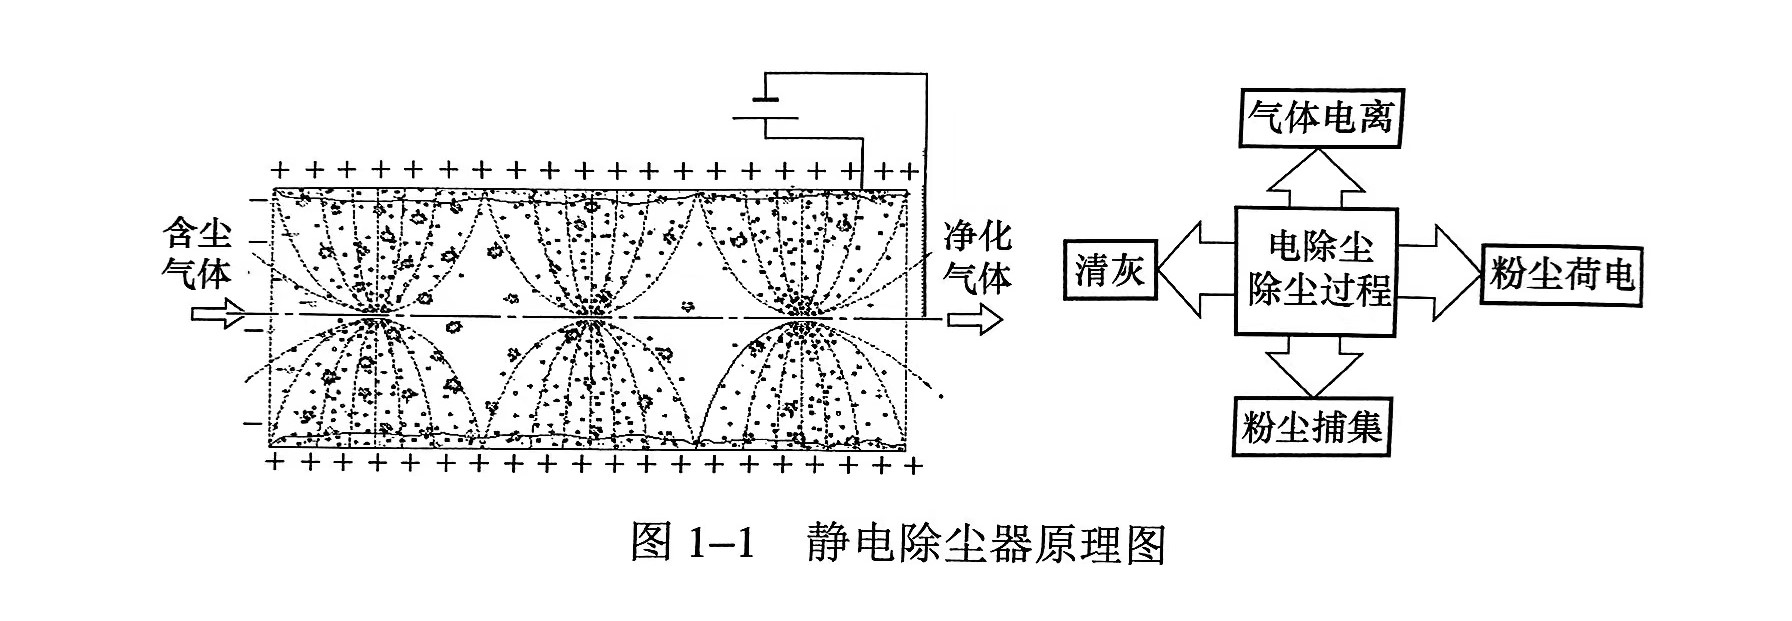 含尘
气体
净化
气体
气体电离
清灰
电除尘
除尘过程
粉尘荷电
粉尘捕集
图 1-1 静电除尘器原理图